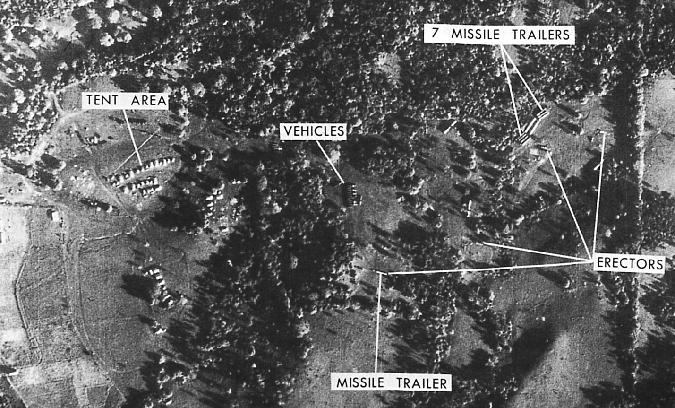 7 MISSILE TRAILERS
TENT AREA
VEHICLES
ERECTORS
MISSILE TRAILER